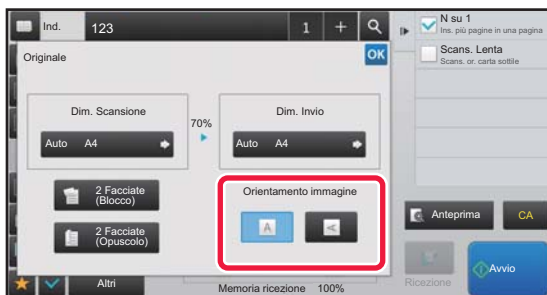 Ind.
123
1
+
Originale
OK
Dim. Scansione
70%
Dim. Invio
Auto A4
Auto A4
2 Facciate
(Blocco)
2 Facciate
(Opuscolo)
Orientamento immagine
A
A
Altri
Memoria ricezione 100%
N su 1
Ins. più pagine in una pagina
Scans. Lenta
Scans. or. carta sottile
Anteprima
CA
Ricezione
Avvio